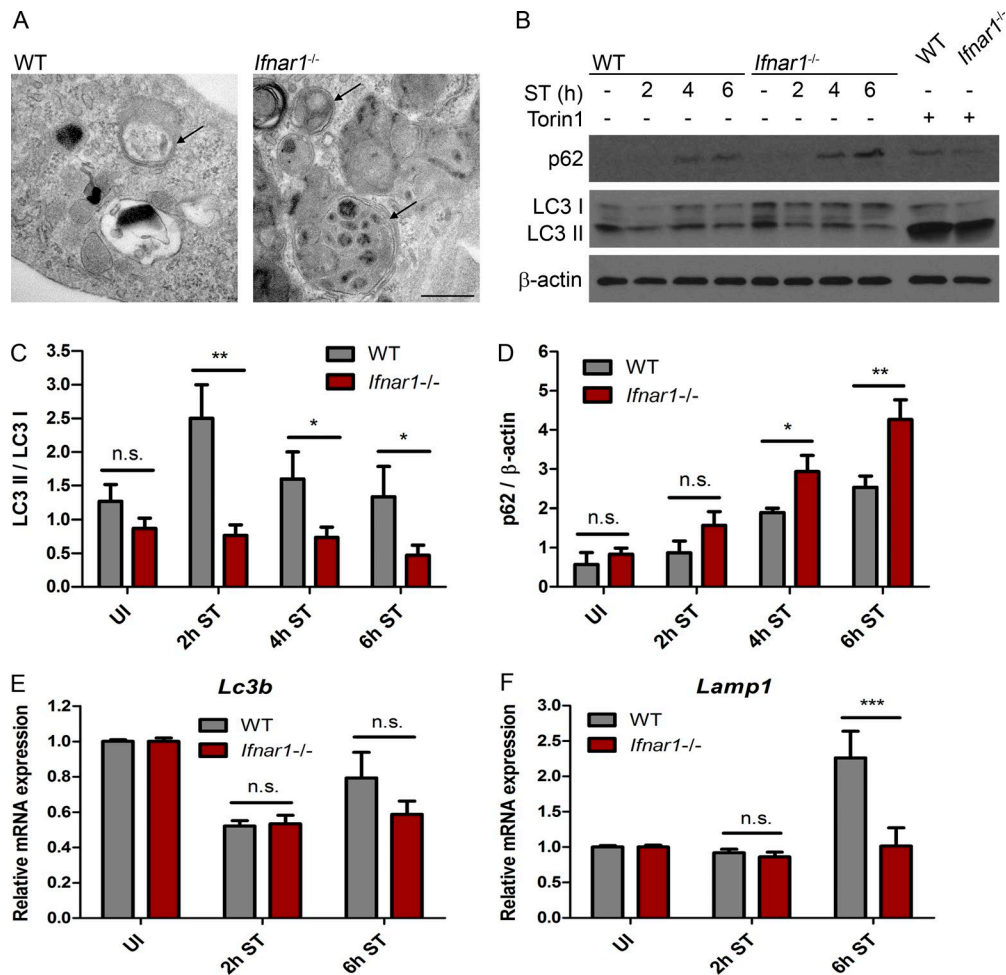 A
WT
Ifnar1-/-
B
WT
Ifnar1-/-
WT
Ifnar1-/-
ST (h)
- 2 4 6 - 2 4 6 - -
Torin1
- - - - - - - - + +
p62
LC3 I
LC3 II
β-actin
C
LC3 II / LC3 I
3.5
3.0
2.5
2.0
1.5
1.0
0.5
0.0
WT
Ifnar1-/-
n.s.
**
*
*
UI
2h ST
4h ST
6h ST
D
p62 / β-actin
6
5
4
3
2
1
0
WT
Ifnar1-/-
n.s.
n.s.
*
**
UI
2h ST
4h ST
6h ST
E
Lc3b
Relative mRNA expression
1.2
1.0
0.8
0.6
0.4
0.2
0.0
WT
Ifnar1-/-
n.s.
n.s.
UI
2h ST
6h ST
F
Lamp1
Relative mRNA expression
3.0
2.5
2.0
1.5
1.0
0.5
0.0
WT
Ifnar1-/-
n.s.
***
UI
2h ST
6h ST